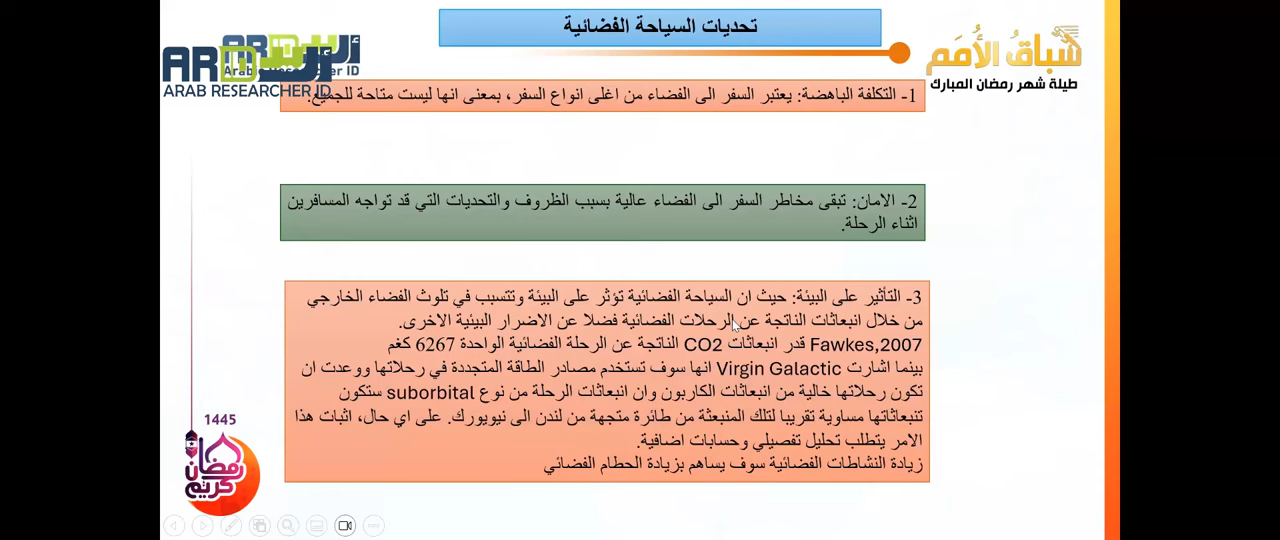 تحديات السياحة الفضائية
ARAB RESEARCHER ID
سباق الأمم
طيلة شهر رمضان المبارك
1- التكلفة الباهضة: يعتبر السفر الى الفضاء من اغلى انواع السفر، بمعنى انها ليست متاحة للجميع.
2- الامان: تبقى مخاطر السفر الى الفضاء عالية بسبب الظروف والتحديات التي قد تواجه المسافرين
اثناء الرحلة.
3- التأثير على البيئة: حيث ان السياحة الفضائية تؤثر على البيئة وتتسبب في تلوث الفضاء الخارجي
من خلال انبعاثات الناتجة عن الرحلات الفضائية فضلا عن الاضرار البيئية الاخرى.
Fawkes,2007 قدر انبعاثات CO2 الناتجة عن الرحلة الفضائية الواحدة 6267 كغم
بينما اشارت Virgin Galactic انها سوف تستخدم مصادر الطاقة المتجددة في رحلاتها ووعدت ان
تكون رحلاتها خالية من انبعاثات الكاربون وان انبعاثات الرحلة من نوع suborbital ستكون
تنبعاثاتها مساوية تقريبا لتلك المنبعثة من طائرة متجهة من لندن الى نيويورك. على اي حال، اثبات هذا
الامر يتطلب تحليل تفصيلي وحسابات اضافية.
زيادة النشاطات الفضائية سوف يساهم بزيادة الحطام الفضائي
1445
رمضان
كريم